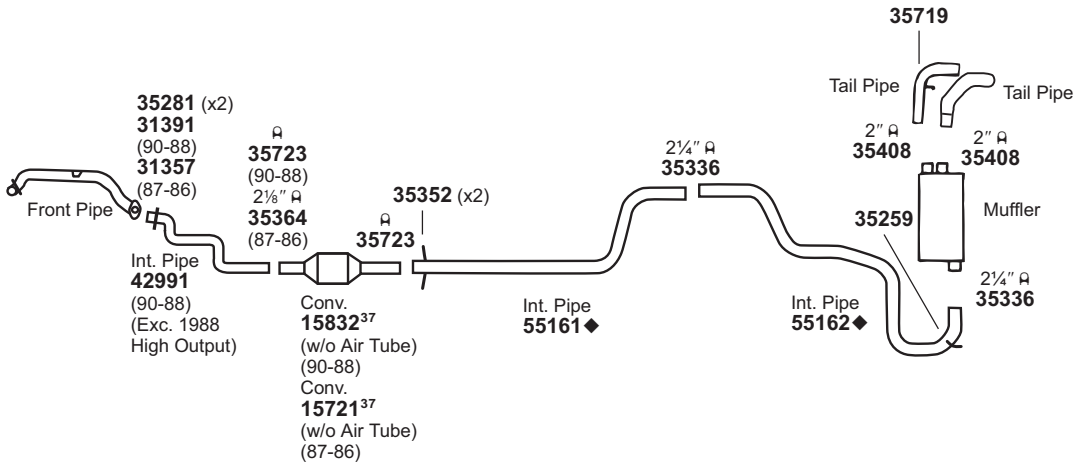 35281 (x2)
31391
(90-88)
31357
(87-86)
Front Pipe
Int. Pipe
42991
(90-88)
(Exc. 1988
High Output)
35723
(90-88)
2⅛″
35364
(87-86)
Conv.
15832³⁷
(w/o Air Tube)
(90-88)
Conv.
15721³⁷
(w/o Air Tube)
(87-86)
35723
35352 (x2)
Int. Pipe
55161◆
2¼″
35336
Int. Pipe
55162◆
35259
35719
Tail Pipe
Tail Pipe
2″
35408
2″
35408
Muffler
2¼″
35336